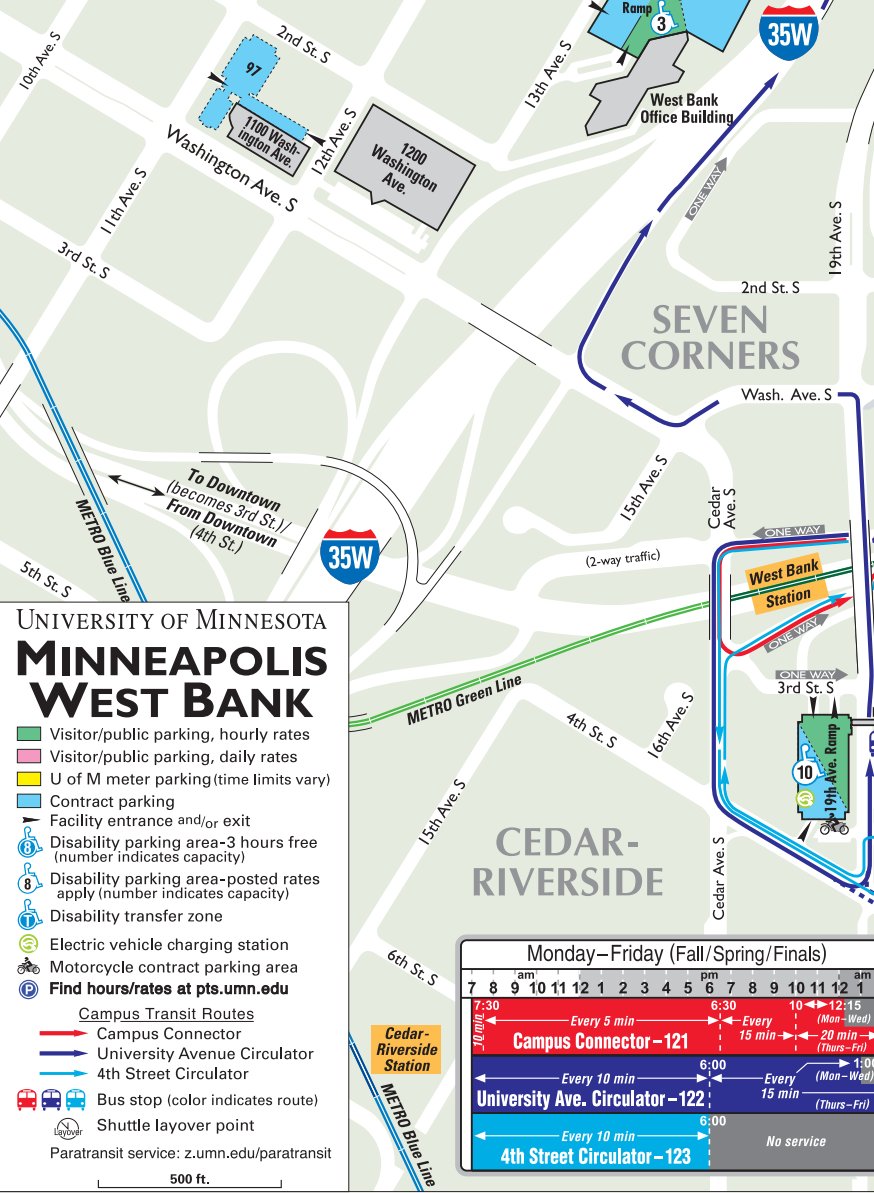 10th Ave. S
2nd St. S
97
1100 Wash-
ington Ave.
12th Ave. S
1200
Washington
Ave.
13th Ave. S
Ramp
3
West Bank
Office Building
35W
ONE WAY
19th Ave. S
2nd St. S
Washington Ave. S
11th Ave. S
3rd St. S
SEVEN
CORNERS
Wash. Ave. S
15th Ave. S
Cedar
Ave. S
ONE WAY
To Downtown
(becomes 3rd St.)/
From Downtown
(4th St.)
35W
METRO Blue Line
5th St. S
(2-way traffic)
West Bank
Station
ONE WAY
ONE WAY
3rd St. S
METRO Green Line
4th St. S
16th Ave. S
10
19th Ave. Ramp
15th Ave. S
CEDAR-
RIVERSIDE
Cedar Ave. S
6th St. S
Cedar-
Riverside
Station
METRO Blue Line
UNIVERSITY OF MINNESOTA
MINNEAPOLIS
WEST BANK
Visitor/public parking, hourly rates
Visitor/public parking, daily rates
U of M meter parking (time limits vary)
Contract parking
Facility entrance and/or exit
8 Disability parking area-3 hours free
(number indicates capacity)
8 Disability parking area-posted rates
apply (number indicates capacity)
T Disability transfer zone
Electric vehicle charging station
Motorcycle contract parking area
P Find hours/rates at pts.umn.edu
Campus Transit Routes
Campus Connector
University Avenue Circulator
4th Street Circulator
Bus stop (color indicates route)
Layover Shuttle layover point
Paratransit service: z.umn.edu/paratransit
500 ft.
Monday–Friday (Fall/Spring/Finals)
am pm am
7 8 9 10 11 12 1 2 3 4 5 6 7 8 9 10 11 12 1
7:30 6:30 10 12:15
10 min Every 5 min Every 15 min (Mon-Wed)
20 min (Thurs-Fri)
Campus Connector–121
6:00 1:00
Every 10 min Every 15 min (Mon-Wed)
(Thurs-Fri)
University Ave. Circulator–122
6:00
Every 10 min No service
4th Street Circulator–123